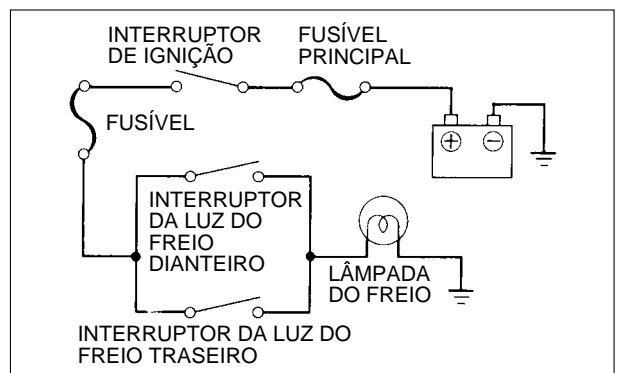 INTERRUPTOR
DE IGNIÇÃO
FUSÍVEL
PRINCIPAL
FUSÍVEL
+
−
INTERRUPTOR
DA LUZ DO
FREIO
DIANTEIRO
LÂMPADA
DO FREIO
INTERRUPTOR DA LUZ DO
FREIO TRASEIRO